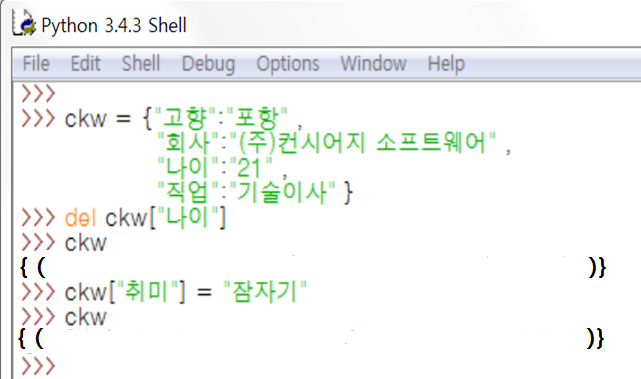 Python 3.4.3 Shell
File Edit Shell Debug Options Window Help
>>>
>>> ckw = {"고향":"포항" ,
"회사":"(주)컨시어지 소프트웨어" ,
"나이":"21" ,
"직업":"기술이사" }
>>> del ckw["나이"]
>>> ckw
{ ( )}
>>> ckw["취미"] = "잠자기"
>>> ckw
{ ( )}
>>>